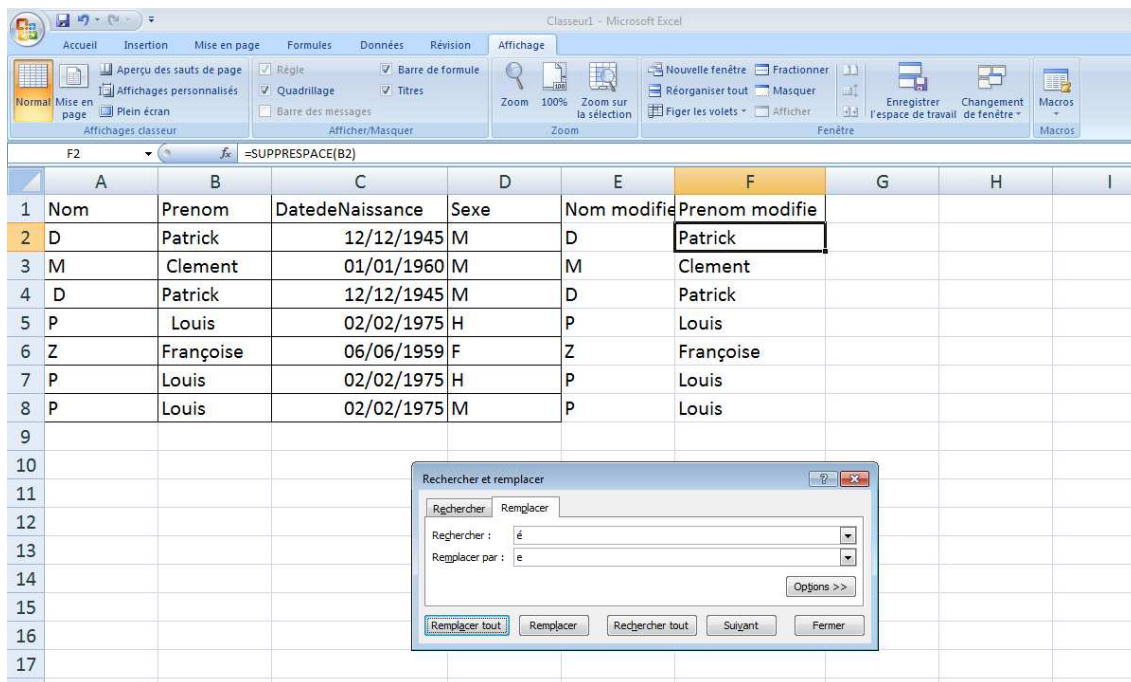 Classeur1 - Microsoft Excel
Accueil Insertion Mise en page Formules Données Révision Affichage
Normal Mise en page Aperçu des sauts de page Affichages personnalisés Plein écran
Affichages classeur
Règle Quadrillage Barre des messages Barre de formule Titres
Afficher/Masquer
Zoom 100% Zoom sur la sélection
Zoom
Nouvelle fenêtre Réorganiser tout Figer les volets Fractionner Masquer Afficher Enregistrer l'espace de travail Changement de fenêtre
Fenêtre
Macros
Macros
F2 fx =SUPPRESPACE(B2)
A B C D E F G H I
1 Nom Prenom DatedeNaissance Sexe Nom modifie Prenom modifie
2 D Patrick 12/12/1945 M D Patrick
3 M Clement 01/01/1960 M M Clement
4 D Patrick 12/12/1945 M D Patrick
5 P Louis 02/02/1975 H P Louis
6 Z Françoise 06/06/1959 F Z Françoise
7 P Louis 02/02/1975 H P Louis
8 P Louis 02/02/1975 M P Louis
9
10
11
12
13
14
15
16
17
Rechercher et remplacer
Rechercher Remplacer
Rechercher : é
Remplacer par : e
Options >>
Remplacer tout Remplacer Rechercher tout Suivant Fermer